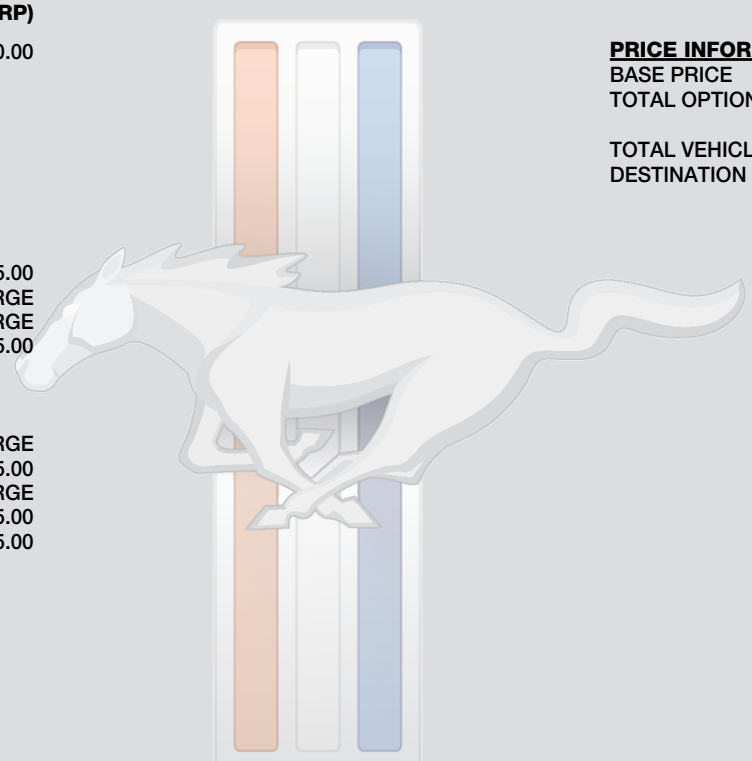 RP)
0.00
5.00
RGE
RGE
5.00
RGE
5.00
RGE
5.00
5.00
PRICE INFOR
BASE PRICE
TOTAL OPTION
TOTAL VEHICL
DESTINATION